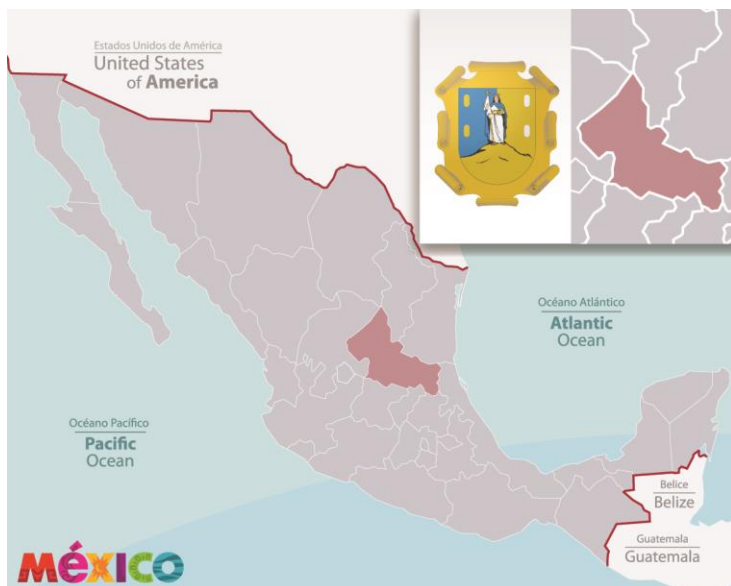 Estados Unidos de América
United States
of America
Océano Atlántico
Atlantic
Ocean
Océano Pacífico
Pacific
Ocean
Belice
Belize
Guatemala
Guatemala
MéXICO